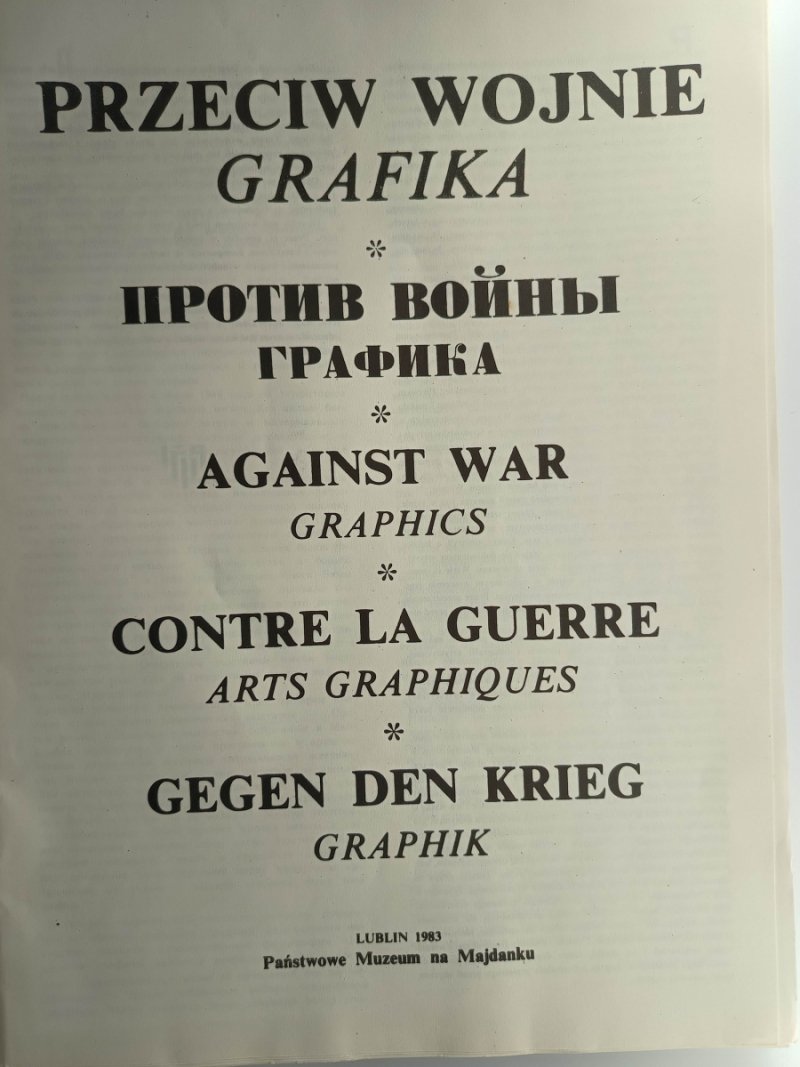 PRZECIW WOJNIE
GRAFIKA
*
ПРОТИВ ВОЙНЫ
ГРАФИКА
*
AGAINST WAR
GRAPHICS
*
CONTRE LA GUERRE
ARTS GRAPHIQUES
*
GEGEN DEN KRIEG
GRAPHIK
LUBLIN 1983
Państwowe Muzeum na Majdanku